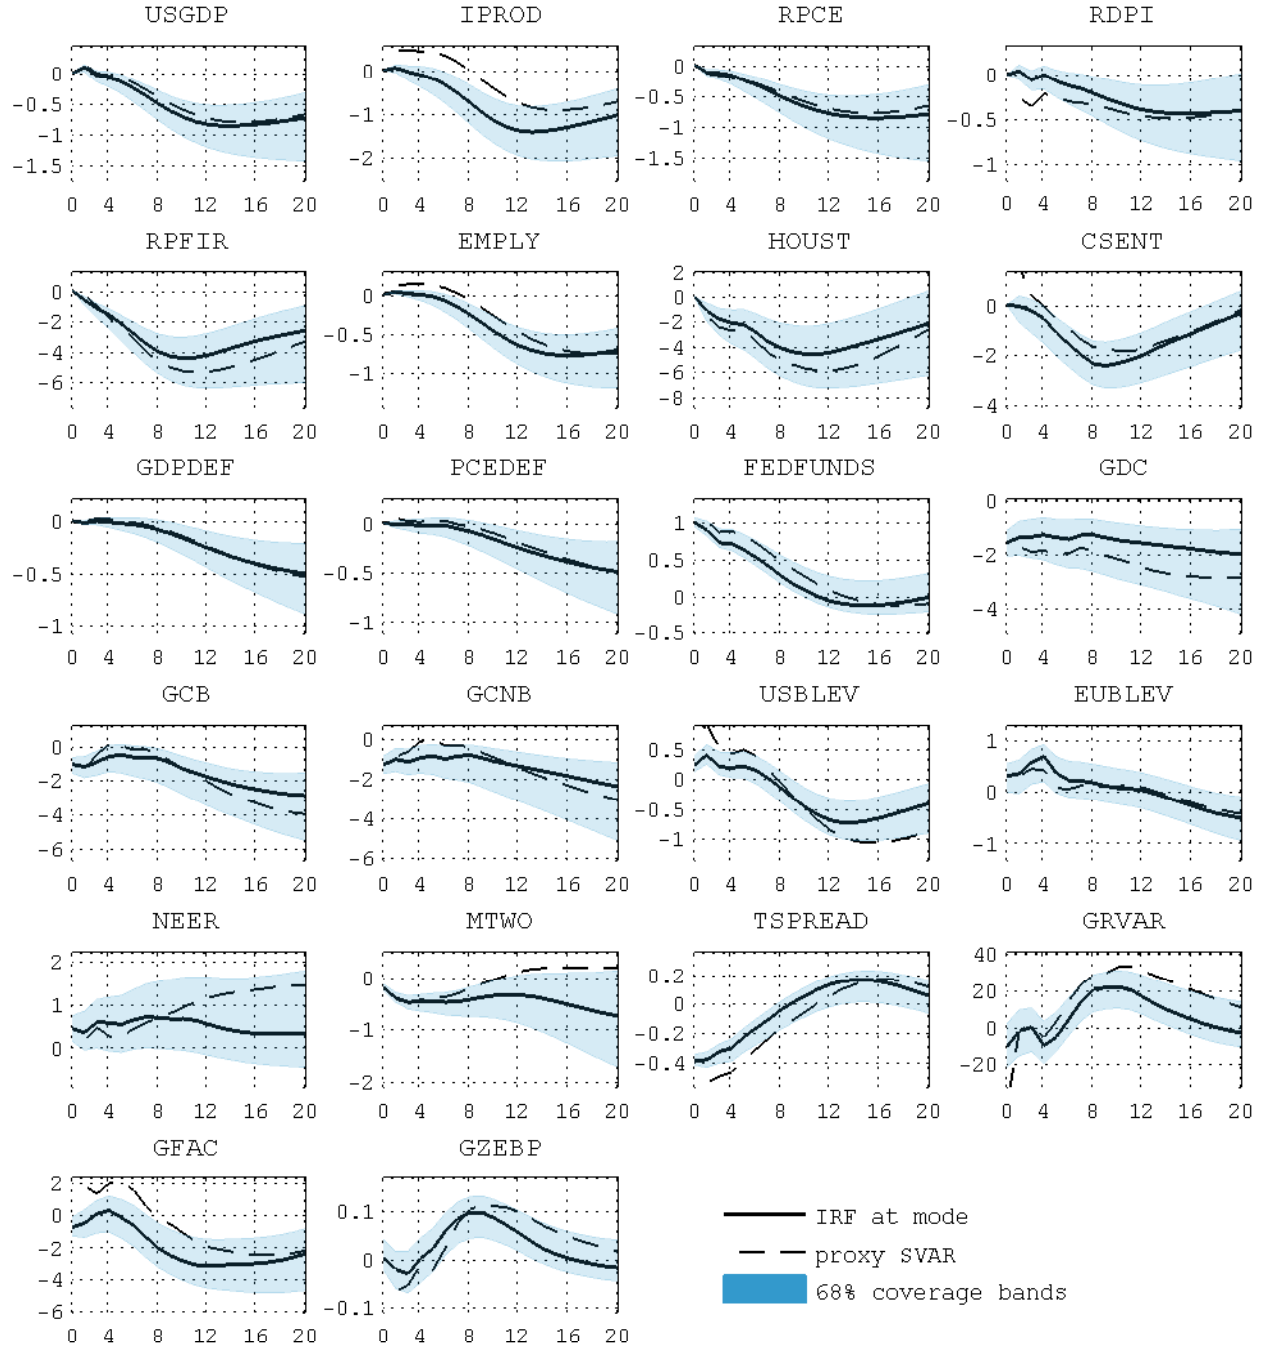 USGDP IPROD RPCE RDPI
0 0 0 0
-0.5 -1 -0.5 -0.5
-1 -2 -1 -1
-1.5 -1.5
0 4 8 12 16 20 0 4 8 12 16 20 0 4 8 12 16 20 0 4 8 12 16 20
RPFIR EMPLY HOUST CSENT
0 0 2 0
-2 -0.5 0 -2
-4 -1 -2 -4
-6 -4
-6
-8
0 4 8 12 16 20 0 4 8 12 16 20 0 4 8 12 16 20 0 4 8 12 16 20
GDPDEF PCEDEF FEDFUNDS GDC
0 0 1 0
-0.5 -0.5 0.5 -2
-1 -1 0 -4
-0.5
0 4 8 12 16 20 0 4 8 12 16 20 0 4 8 12 16 20 0 4 8 12 16 20
GCB GCNB USBLEV EUBLEV
0 0 0.5 1
-2 -2 0 0
-4 -4 -0.5 -1
-6 -6 -1
0 4 8 12 16 20 0 4 8 12 16 20 0 4 8 12 16 20 0 4 8 12 16 20
NEER MTWO TSPREAD GRVAR
2 0 0.2 40
1 -1 0 20
0 -2 -0.2 0
-0.4 -20
0 4 8 12 16 20 0 4 8 12 16 20 0 4 8 12 16 20 0 4 8 12 16 20
GFAC GZEBP
2 0.1
0 0
-2 -0.1
-4
-6
0 4 8 12 16 20 0 4 8 12 16 20
IRF at mode
proxy SVAR
68% coverage bands